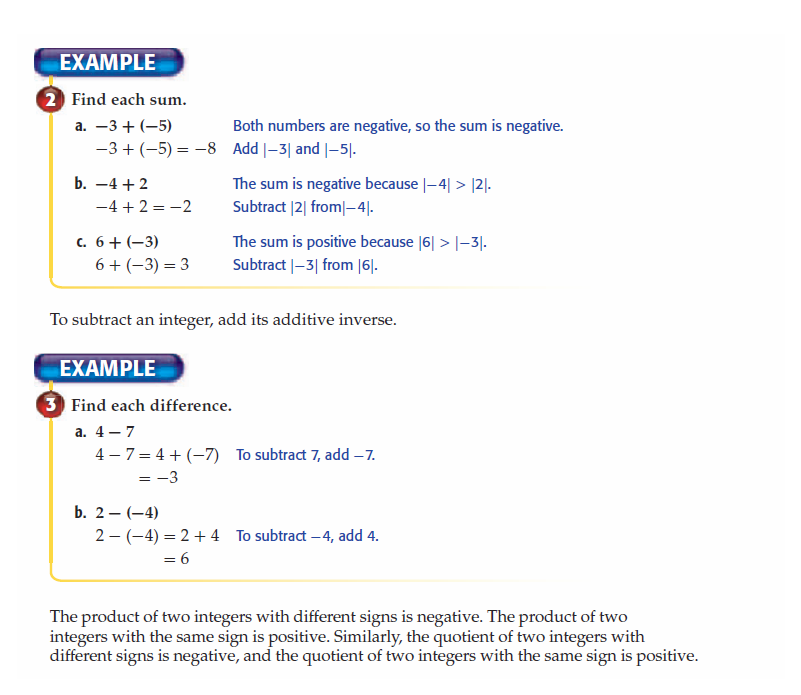 EXAMPLE
2 Find each sum.
a. −3 + (−5) Both numbers are negative, so the sum is negative.
−3 + (−5) = −8 Add |−3| and |−5|.
b. −4 + 2 The sum is negative because |−4| > |2|.
−4 + 2 = −2 Subtract |2| from|−4|.
c. 6 + (−3) The sum is positive because |6| > |−3|.
6 + (−3) = 3 Subtract |−3| from |6|.
To subtract an integer, add its additive inverse.
EXAMPLE
3 Find each difference.
a. 4 − 7
4 − 7 = 4 + (−7) To subtract 7, add −7.
= −3
b. 2 − (−4)
2 − (−4) = 2 + 4 To subtract −4, add 4.
= 6
The product of two integers with different signs is negative. The product of two
integers with the same sign is positive. Similarly, the quotient of two integers with
different signs is negative, and the quotient of two integers with the same sign is positive.